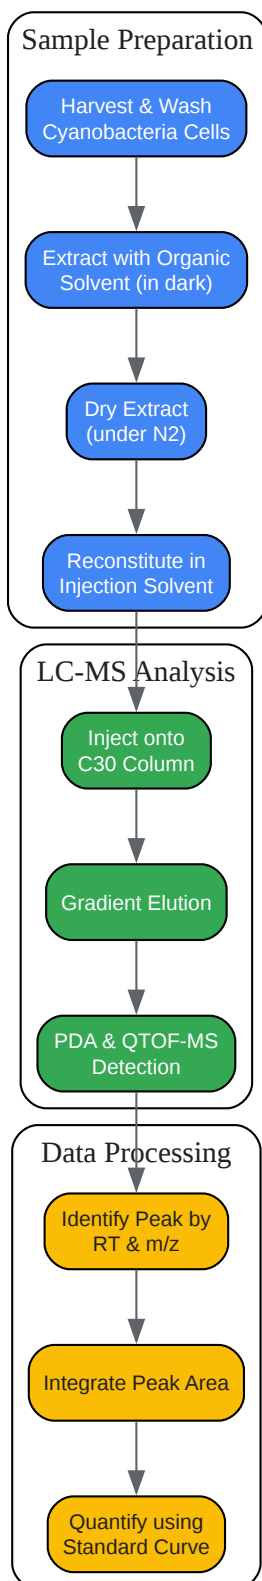 Sample Preparation
Harvest & Wash
Cyanobacteria Cells
Extract with Organic
Solvent (in dark)
Dry Extract
(under N2)
Reconstitute in
Injection Solvent
LC-MS Analysis
Inject onto
C30 Column
Gradient Elution
PDA & QTOF-MS
Detection
Data Processing
Identify Peak by
RT & m/z
Integrate Peak Area
Quantify using
Standard Curve